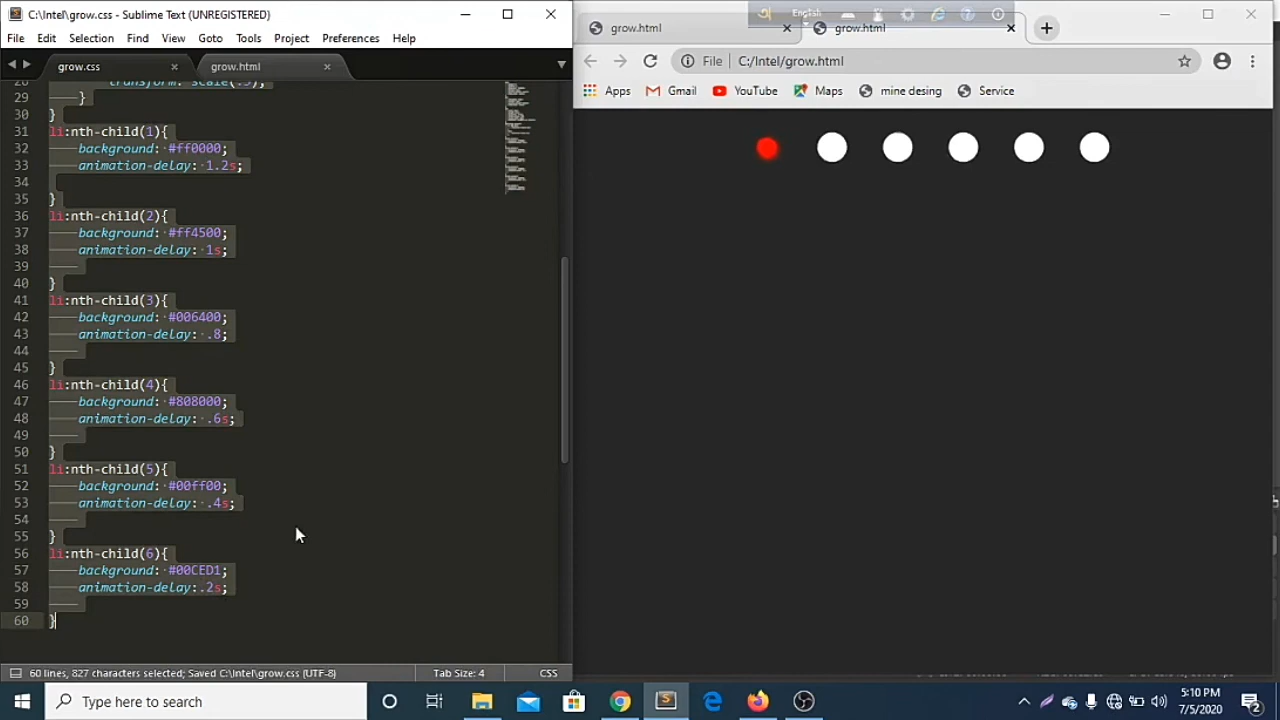 C:\Intel\grow.css - Sublime Text (UNREGISTERED)
File Edit Selection Find View Goto Tools Project Preferences Help
grow.css
grow.html
28 transform: scale(.5);
29 }
30 }
31 li:nth-child(1){
32 background: #ff0000;
33 animation-delay: 1.2s;
34
35 }
36 li:nth-child(2){
37 background: #ff4500;
38 animation-delay: 1s;
39
40 }
41 li:nth-child(3){
42 background: #006400;
43 animation-delay: .8;
44
45 }
46 li:nth-child(4){
47 background: #808000;
48 animation-delay: .6s;
49
50 }
51 li:nth-child(5){
52 background: #00ff00;
53 animation-delay: .4s;
54
55 }
56 li:nth-child(6){
57 background: #00CED1;
58 animation-delay:.2s;
59
60 }
60 lines, 827 characters selected; Saved C:\Intel\grow.css (UTF-8)
Tab Size: 4
CSS
English
grow.html
grow.html
File
C:/Intel/grow.html
Apps Gmail YouTube Maps mine desing Service
Type here to search
5:10 PM
7/5/2020
2